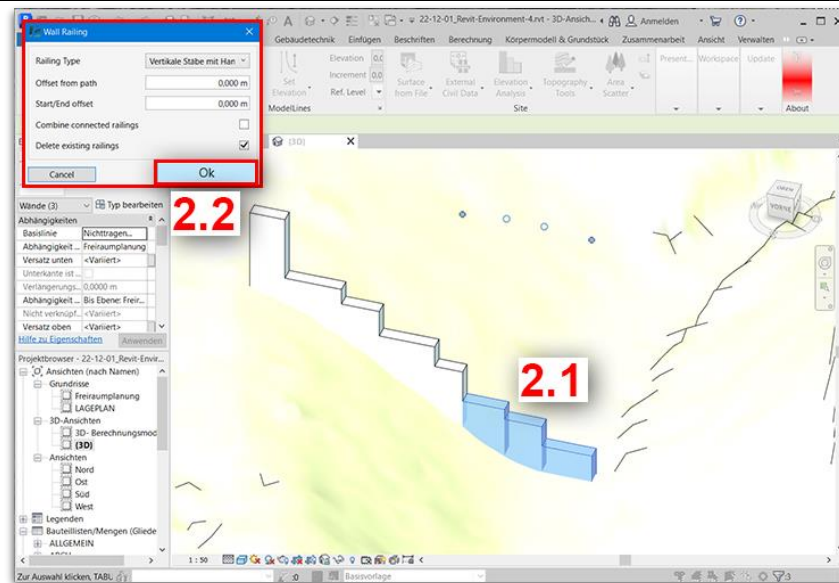 22-12-01_Revit-Environment-4.rvt - 3D-Ansich...
Anmelden
Gebäudetechnik Einfügen Beschriften Berechnung Körpermodell & Grundstück Zusammenarbeit Ansicht Verwalten
Wall Railing
Railing Type Vertikale Stäbe mit Han
Offset from path 0,000 m
Start/End offset 0,000 m
Combine connected railings
Delete existing railings
Cancel Ok
2.2
Set Elevation
Elevation 0,0
Increment 0.0
Ref. Level
Surface from File
External Civil Data
Elevation Analysis
Topography Tools
Area Scatter
Present...
Workspace
Update
ModelLines
Site
About
(3D)
VORNE
Wände (3) Typ bearbeiten
Abhängigkeiten
Basislinie Nichttragen...
Abhängigkeit ... Freiraumplanung
Versatz unten <Variiert>
Unterkante ist ...
Verlängerungs... 0,0000 m
Abhängigkeit ... Bis Ebene: Freir...
Nicht verknüpf... <Variiert>
Versatz oben <Variiert>
Hilfe zu Eigenschaften Anwenden
2.1
Projektbrowser - 22-12-01_Revit-Envir...
Ansichten (nach Namen)
Grundrisse
Freiraumplanung
LAGEPLAN
3D-Ansichten
3D- Berechnungsmod
(3D)
Ansichten
Nord
Ost
Süd
West
Legenden
Bauteillisten/Mengen (Gliede
ALLGEMEIN
1 : 50
Zur Auswahl klicken, TABU
:0
Basisvorlage
:3